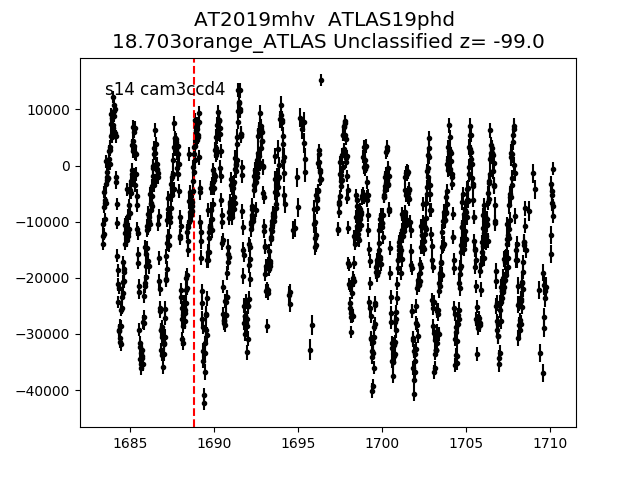 AT2019mhv  ATLAS19phd
18.703orange_ATLAS Unclassified z= -99.0
s14 cam3ccd4
10000
0
−10000
−20000
−30000
−40000
1685 1690 1695 1700 1705 1710